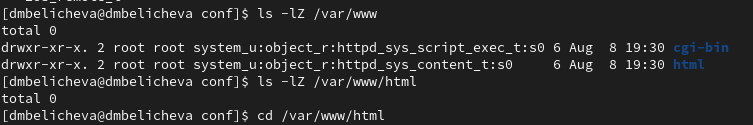 [dmbelicheva@dmbelicheva conf]$ ls -lZ /var/www
total 0
drwxr-xr-x. 2 root root system_u:object_r:httpd_sys_script_exec_t:s0 6 Aug  8 19:30 cgi-bin
drwxr-xr-x. 2 root root system_u:object_r:httpd_sys_content_t:s0     6 Aug  8 19:30 html
[dmbelicheva@dmbelicheva conf]$ ls -lZ /var/www/html
total 0
[dmbelicheva@dmbelicheva conf]$ cd /var/www/html